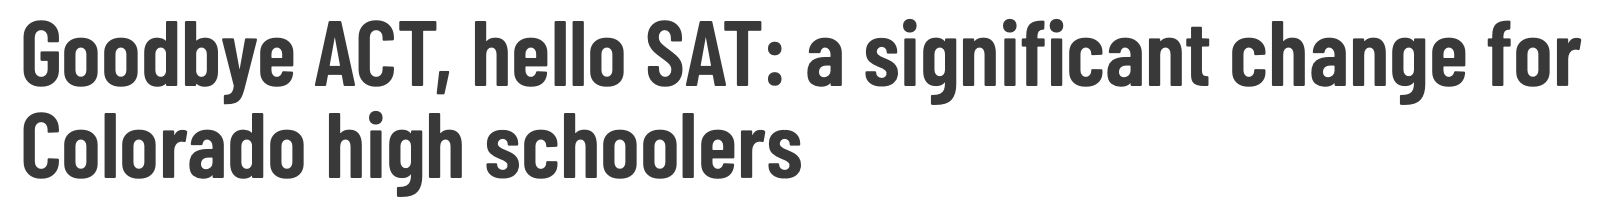 Goodbye ACT, hello SAT: a significant change for
Colorado high schoolers